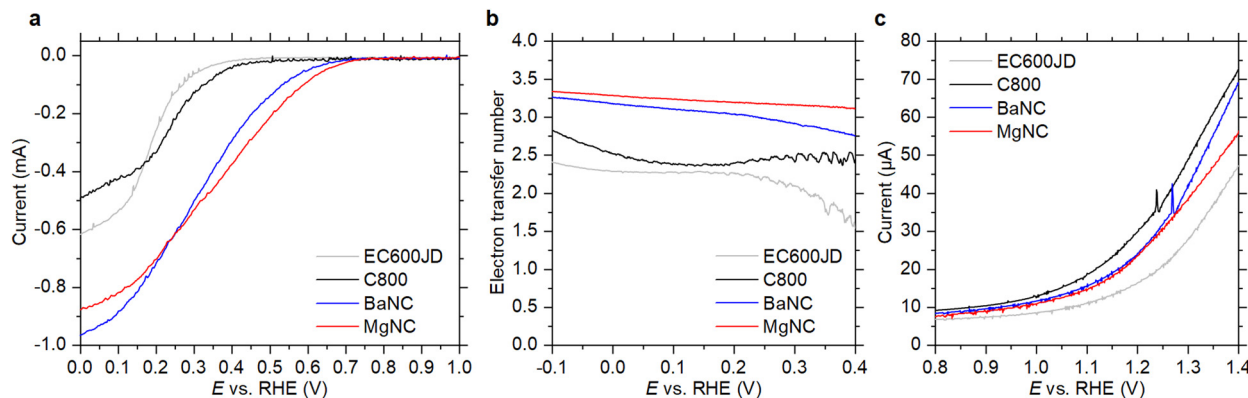 a
0.0
-0.2
-0.4
-0.6
-0.8
-1.0
Current (mA)
EC600JD
C800
BaNC
MgNC
0.0 0.1 0.2 0.3 0.4 0.5 0.6 0.7 0.8 0.9 1.0
E vs. RHE (V)
b
4.0
3.5
3.0
2.5
2.0
1.5
1.0
0.5
0.0
Electron transfer number
EC600JD
C800
BaNC
MgNC
-0.1 0.0 0.1 0.2 0.3 0.4
E vs. RHE (V)
c
80
70
60
50
40
30
20
10
0
Current (µA)
EC600JD
C800
BaNC
MgNC
0.8 0.9 1.0 1.1 1.2 1.3 1.4
E vs. RHE (V)